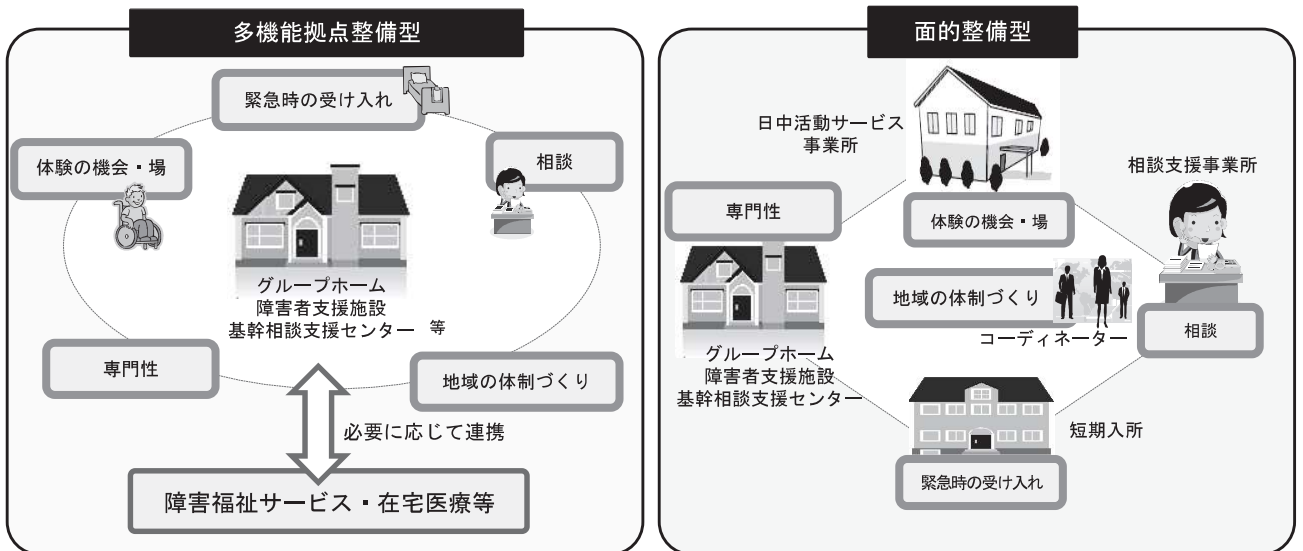 多機能拠点整備型
緊急時の受け入れ
体験の機会・場
相談
グループホーム
障害者支援施設
基幹相談支援センター 等
専門性
地域の体制づくり
必要に応じて連携
障害福祉サービス・在宅医療等
面的整備型
日中活動サービス
事業所
相談支援事業所
専門性
体験の機会・場
地域の体制づくり
コーディネーター
相談
グループホーム
障害者支援施設
基幹相談支援センター
短期入所
緊急時の受け入れ